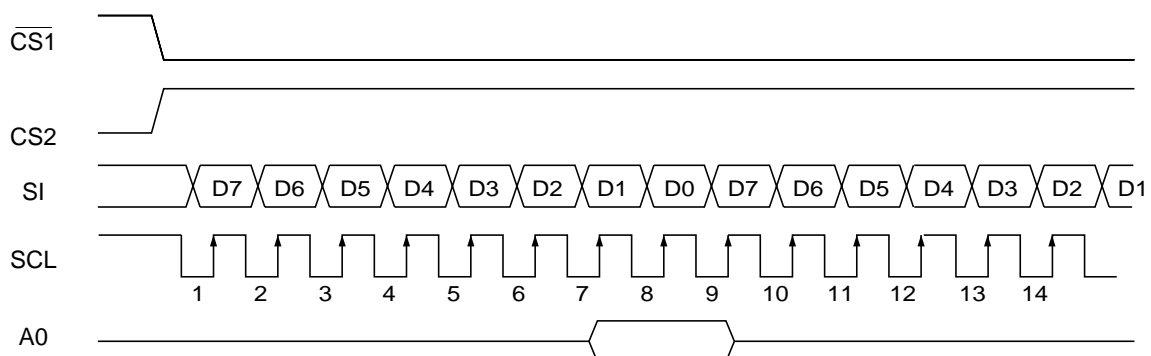 C̅S̅1̅
CS2
SI D7 D6 D5 D4 D3 D2 D1 D0 D7 D6 D5 D4 D3 D2 D1
SCL
1 2 3 4 5 6 7 8 9 10 11 12 13 14
A0